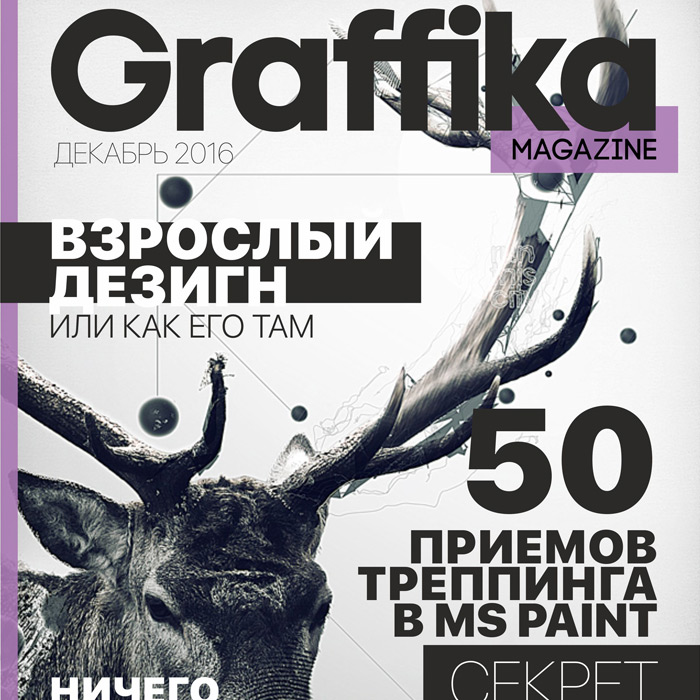 Graffika
MAGAZINE
ДЕКАБРЬ 2016
ВЗРОСЛЫЙ
ДЕЗИГН
ИЛИ КАК ЕГО ТАМ
50
ПРИЕМОВ
ТРЕППИНГА
В MS PAINT
СЕКРЕТ
НИЧЕГО